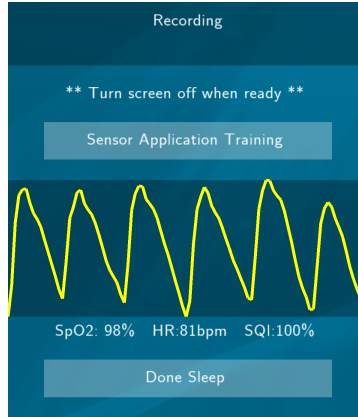 Recording
** Turn screen off when ready **
Sensor Application Training
SpO2: 98% HR:81bpm SQI:100%
Done Sleep